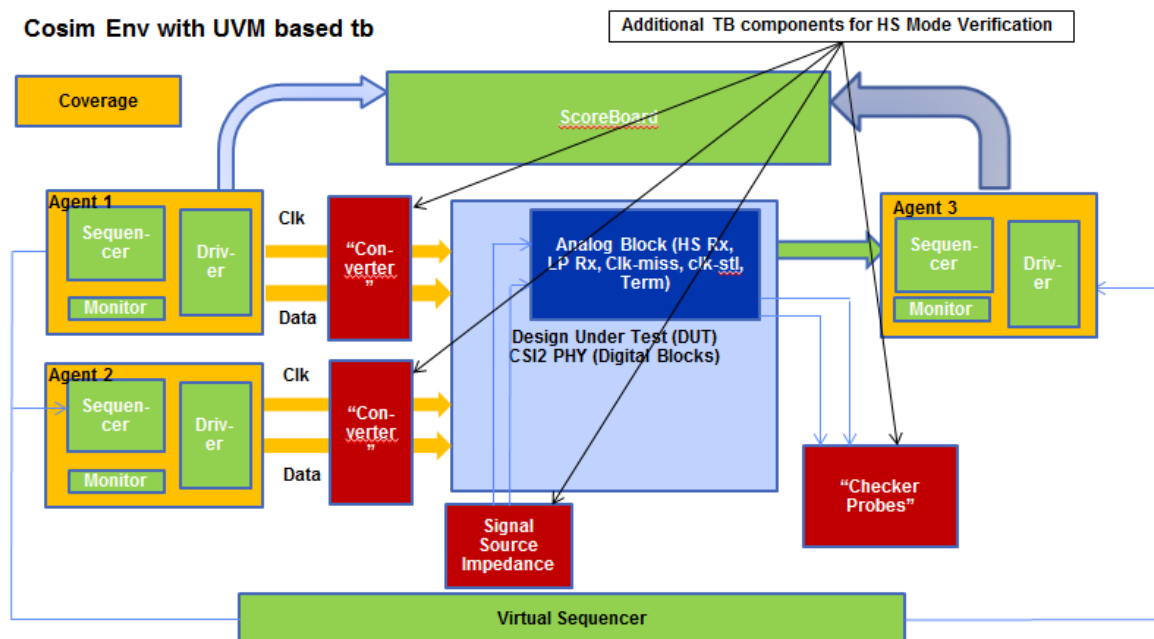 Cosim Env with UVM based tb
Additional TB components for HS Mode Verification
Coverage
ScoreBoard
Agent 1
Sequen-
cer
Driv-
er
Monitor
Clk
Data
“Con-
verter
”
Analog Block (HS Rx,
LP Rx, Clk-miss, clk-stl,
Term)
Design Under Test (DUT)
CSI2 PHY (Digital Blocks)
Agent 3
Sequen-
cer
Driv-
er
Monitor
Agent 2
Sequen-
cer
Driv-
er
Monitor
Clk
Data
“Con-
verter
”
Signal
Source
Impedance
“Checker
Probes”
Virtual Sequencer